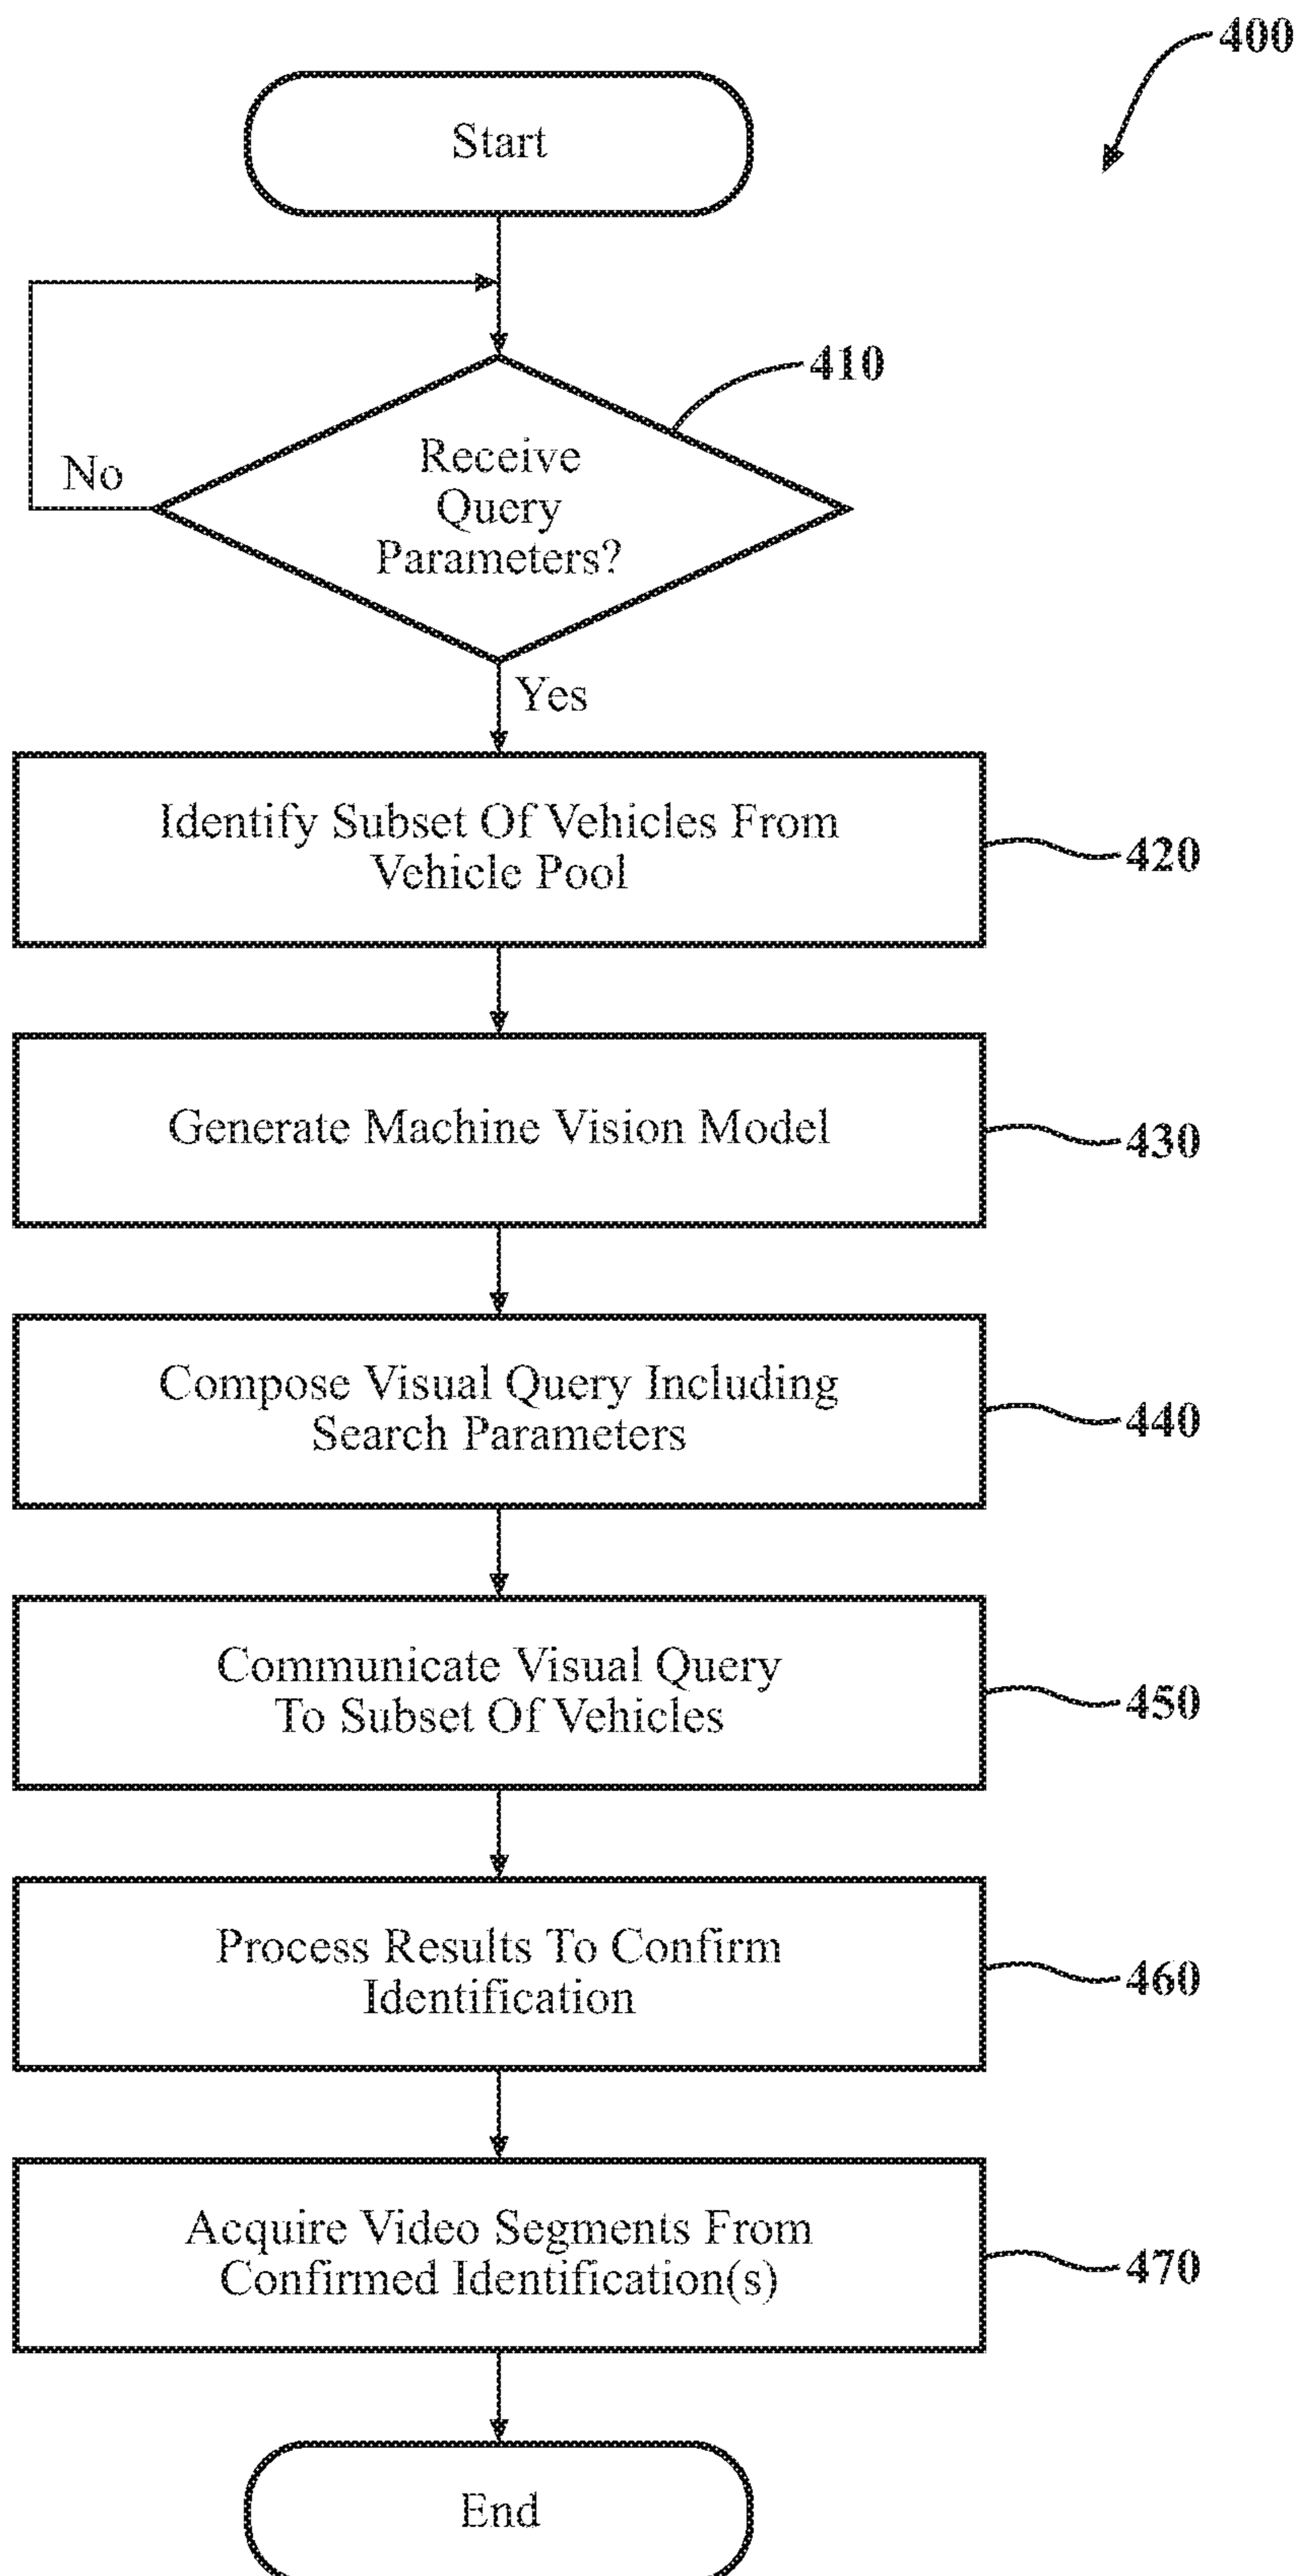 400
Start
410
Receive
Query
Parameters?
No
Yes
Identify Subset Of Vehicles From
Vehicle Pool
420
Generate Machine Vision Model
430
Compose Visual Query Including
Search Parameters
440
Communicate Visual Query
To Subset Of Vehicles
450
Process Results To Confirm
Identification
460
Acquire Video Segments From
Confirmed Identification(s)
470
End